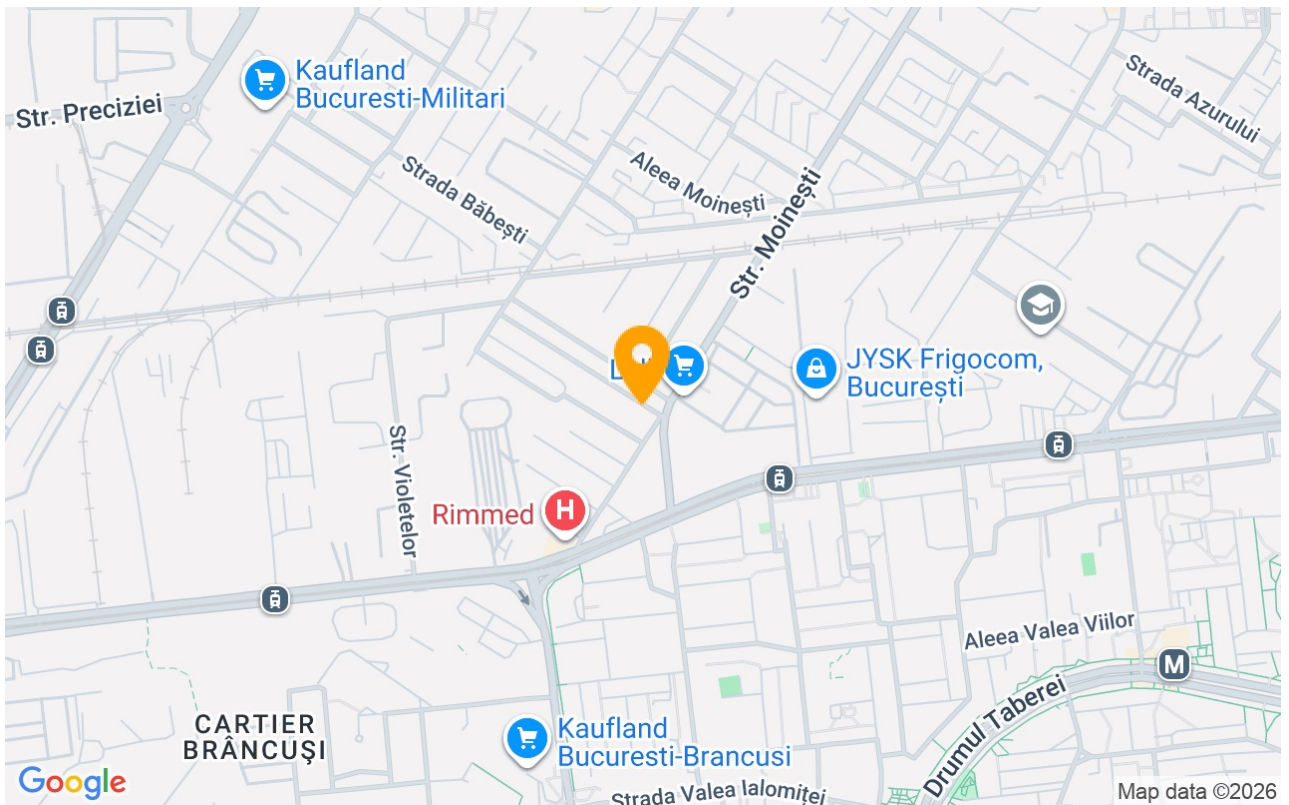 Kaufland
Bucuresti-Militari
Str. Preciziei
Strada Azurului
Aleea Moinești
Strada Băbești
Str. Moinești
JYSK Frigocom,
București
Str. Violetelor
Rimmed
H
Aleea Valea Viilor
M
Drumul Taberei
CARTIER
BRÂNCUŞI
Kaufland
Bucuresti-Brancusi
Strada Valea Ialomiței
Google
Map data ©2026